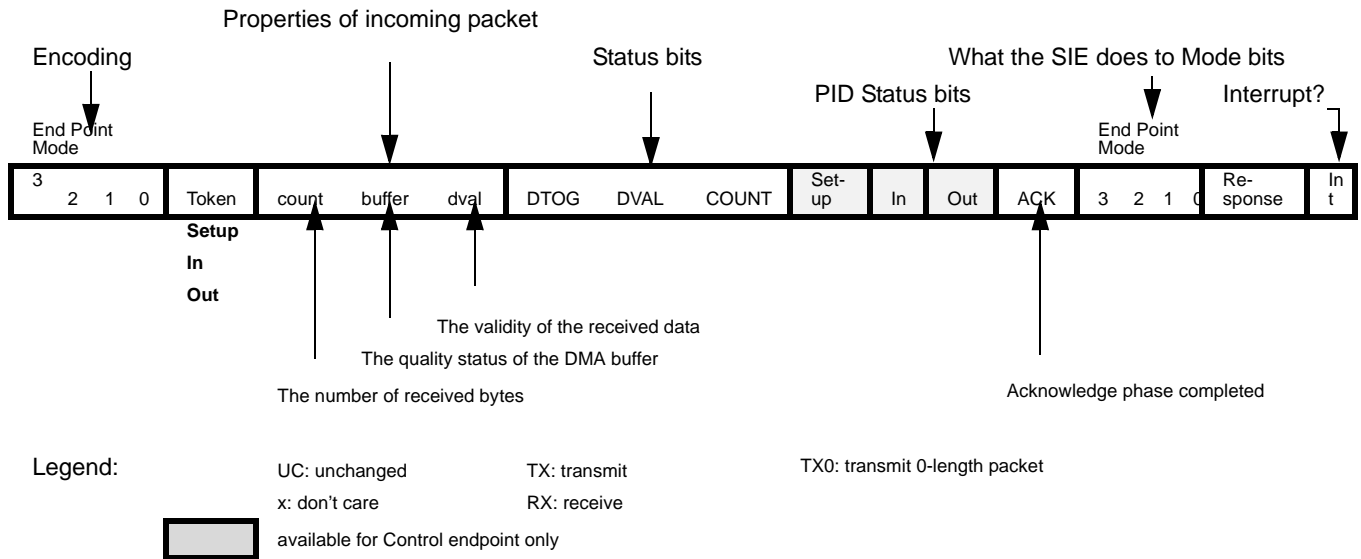 Properties of incoming packet
Encoding
Status bits
What the SIE does to Mode bits
PID Status bits
Interrupt?
End Point
Mode
End Point
Mode
3 2 1 0
Token
count buffer dval
DTOG DVAL COUNT
Set-
up
In
Out
ACK
3 2 1 0
Re-
sponse
In
t
Setup
In
Out
The validity of the received data
The quality status of the DMA buffer
The number of received bytes
Acknowledge phase completed
Legend:
UC: unchanged
TX: transmit
TX0: transmit 0-length packet
x: don't care
RX: receive
available for Control endpoint only